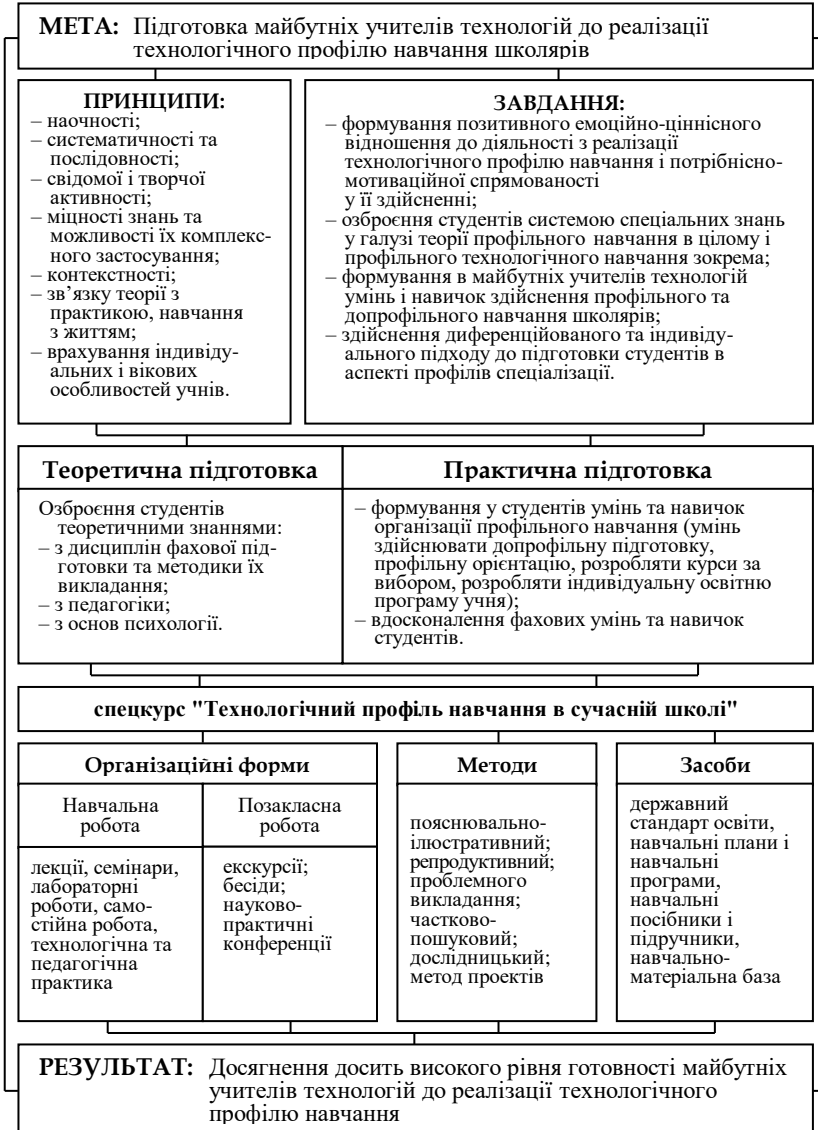 МЕТА: Підготовка майбутніх учителів технологій до реалізації
технологічного профілю навчання школярів
ПРИНЦИПИ:
– наочності;
– систематичності та
послідовності;
– свідомої і творчої
активності;
– міцності знань та
можливості їх комплекс-
ного застосування;
– контекстності;
– зв’язку теорії з
практикою, навчання
з життям;
– врахування індивіду-
альних і вікових
особливостей учнів.
ЗАВДАННЯ:
– формування позитивного емоційно-ціннісного
відношення до діяльності з реалізації
технологічного профілю навчання і потрібнісно-
мотиваційної спрямованості
у її здійсненні;
– озброєння студентів системою спеціальних знань
у галузі теорії профільного навчання в цілому і
профільного технологічного навчання зокрема;
– формування в майбутніх учителів технологій
умінь і навичок здійснення профільного та
допрофільного навчання школярів;
– здійснення диференційованого та індивіду-
ального підходу до підготовки студентів в
аспекті профілів спеціалізації.
Теоретична підготовка
Озброєння студентів
теоретичними знаннями:
– з дисциплін фахової під-
готовки та методики їх
викладання;
– з педагогіки;
– з основ психології.
Практична підготовка
– формування у студентів умінь та навичок
організації профільного навчання (умінь
здійснювати допрофільну підготовку,
профільну орієнтацію, розробляти курси за
вибором, розробляти індивідуальну освітню
програму учня);
– вдосконалення фахових умінь та навичок
студентів.
спецкурс "Технологічний профіль навчання в сучасній школі"
Організаційні форми
Навчальна
робота
лекції, семінари,
лабораторні
роботи, само-
стійна робота,
технологічна та
педагогічна
практика
Позакласна
робота
екскурсії;
бесіди;
науково-
практичні
конференції
Методи
пояснювально-
ілюстративний;
репродуктивний;
проблемного
викладання;
частково-
пошуковий;
дослідницький;
метод проектів
Засоби
державний
стандарт освіти,
навчальні плани і
навчальні
програми,
навчальні
посібники і
підручники,
навчально-
матеріальна база
РЕЗУЛЬТАТ: Досягнення досить високого рівня готовності майбутніх
учителів технологій до реалізації технологічного
профілю навчання